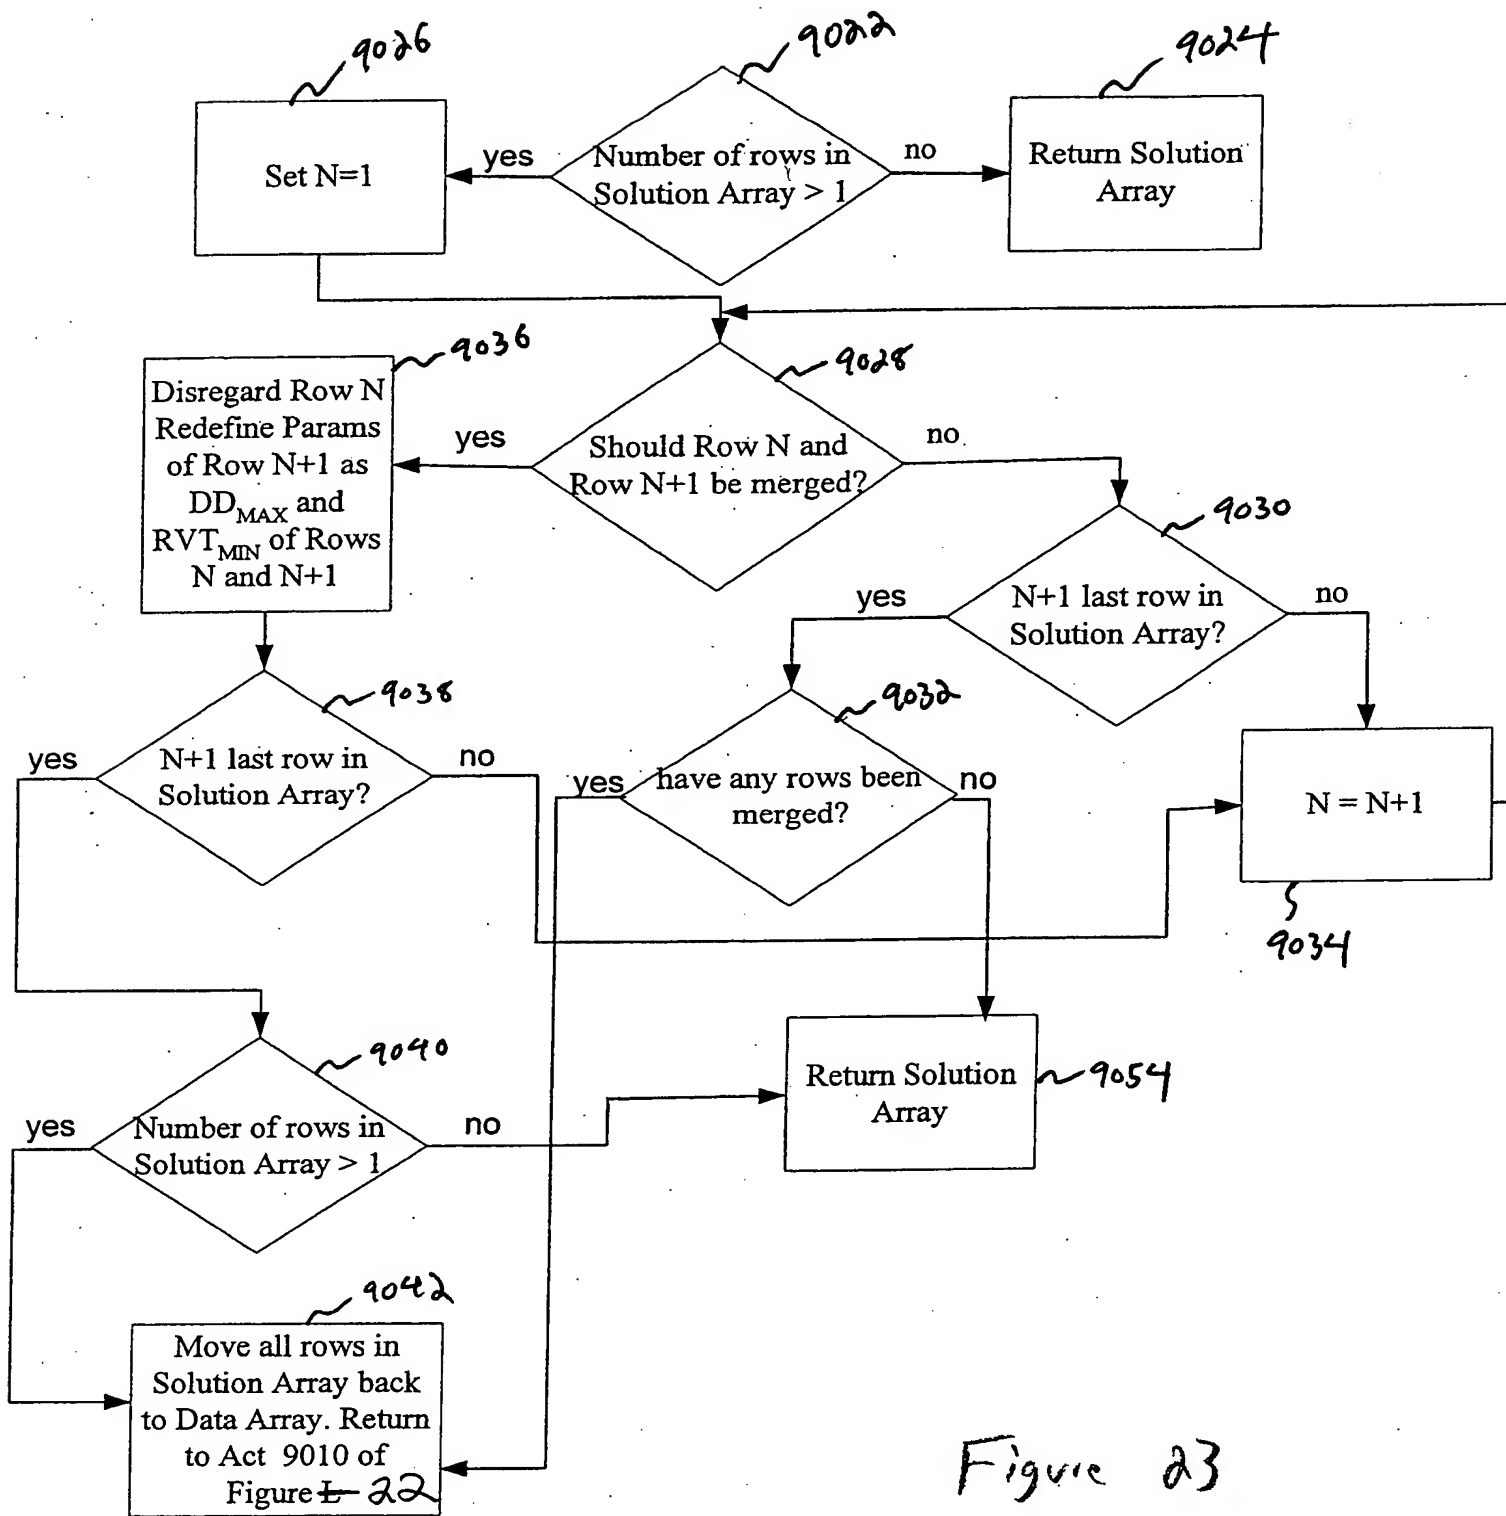 9026
9022
9024
Set N=1
yes
Number of rows in
Solution Array > 1
no
Return Solution
Array
9036
9028
Disregard Row N
Redefine Params
of Row N+1 as
DD_MAX and
RVT_MIN of Rows
N and N+1
yes
Should Row N and
Row N+1 be merged?
no
9030
yes
N+1 last row in
Solution Array?
no
9038
9032
yes
N+1 last row in
Solution Array?
no
yes
have any rows been
merged?
no
N = N+1
9034
9040
yes
Number of rows in
Solution Array > 1
no
Return Solution
Array
9054
9042
Move all rows in
Solution Array back
to Data Array. Return
to Act 9010 of
Figure L 22
Figure 23